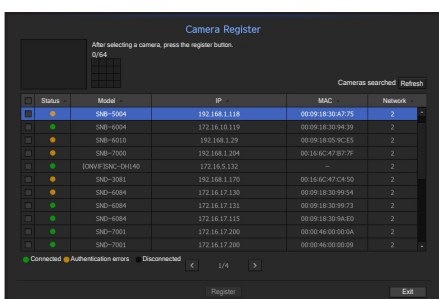 Camera Register
After selecting a camera, press the register button.
0/64
Cameras searched Refresh
Status Model IP MAC Network
SNB-5004 192.168.1.118 00:09:18:30:A7:75 2
SNB-6004 172.16.10.119 00:09:18:30:94:39 2
SNB-6010 192.168.1.29 00:09:18:05:9C:E5 2
SNB-7000 192.168.1.204 00:16:6C:47:B7:7F 2
[ONVIF]SNC-DH140 172.16.5.132 – 2
SND-3081 192.168.1.170 00:16:6C:47:C4:50 2
SND-6084 172.16.17.130 00:09:18:30:99:54 2
SND-6084 172.16.17.131 00:09:18:30:99:73 2
SND-6084 172.16.17.115 00:09:18:30:9A:E0 2
SND-7001 172.16.17.200 00:00:46:00:00:0A 2
SND-7001 172.16.17.200 00:00:46:00:00:09 2
Connected Authentication errors Disconnected
< 1/4 >
Register Exit